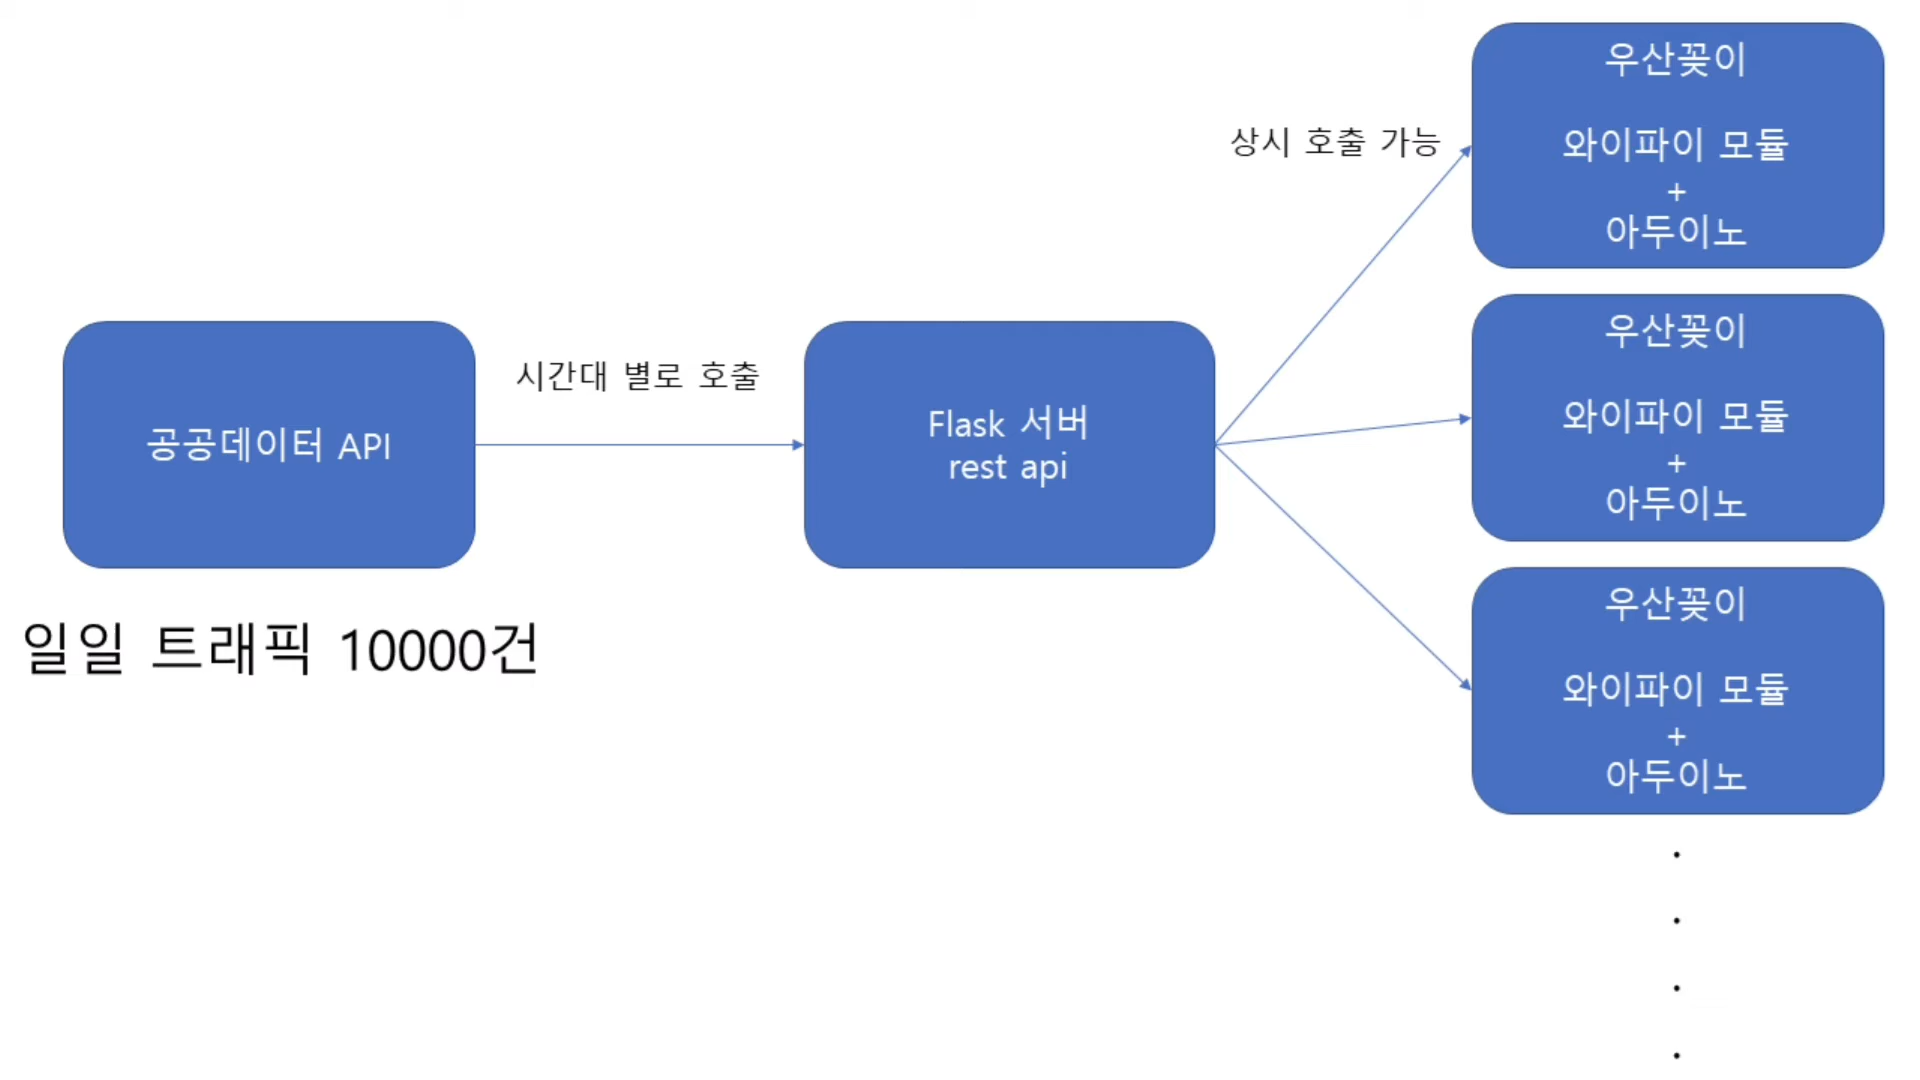 공공데이터 API
일일 트래픽 10000건
시간대 별로 호출
Flask 서버
rest api
상시 호출 가능
우산꽂이
와이파이 모듈
+
아두이노
우산꽂이
와이파이 모듈
+
아두이노
우산꽂이
와이파이 모듈
+
아두이노
.
.
.
.